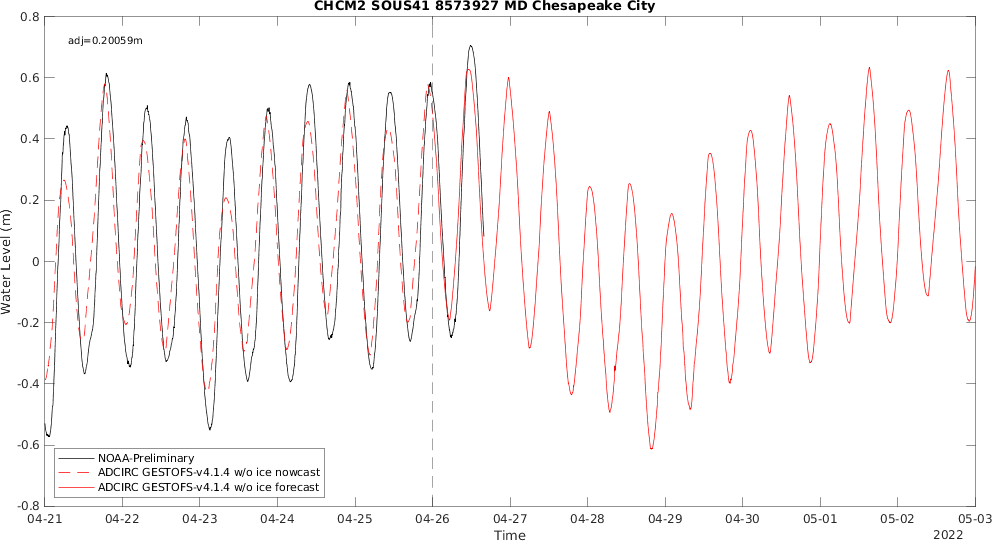 CHCM2 SOUS41 8573927 MD Chesapeake City
adj=0.20059m
0.8
0.6
0.4
0.2
0
-0.2
-0.4
-0.6
-0.8
Water Level (m)
NOAA-Preliminary
ADCIRC GESTOFS-v4.1.4 w/o ice nowcast
ADCIRC GESTOFS-v4.1.4 w/o ice forecast
04-21 04-22 04-23 04-24 04-25 04-26 04-27 04-28 04-29 04-30 05-01 05-02 05-03
Time
2022